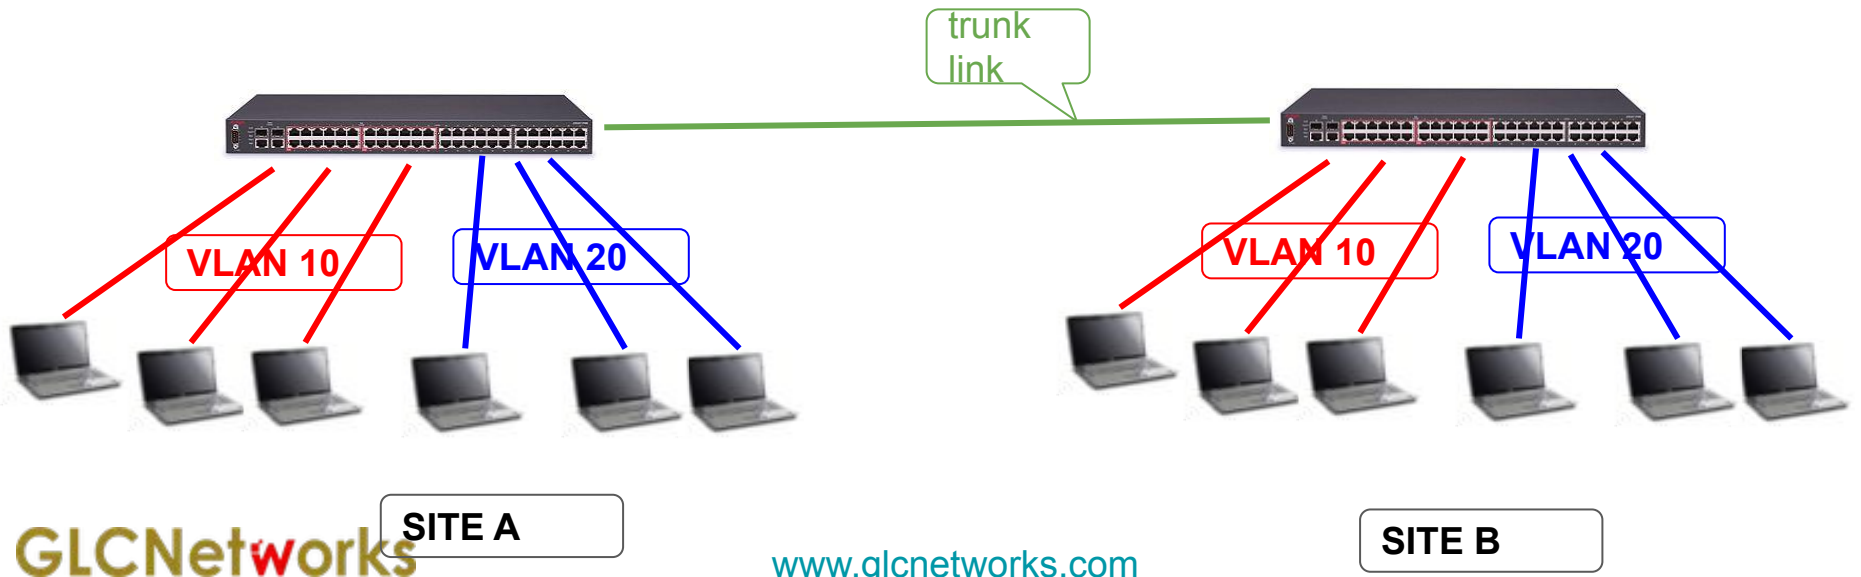 trunk
link
VLAN 10
VLAN 20
VLAN 10
VLAN 20
SITE A
SITE B
GLCNetworks
www.glcnetworks.com